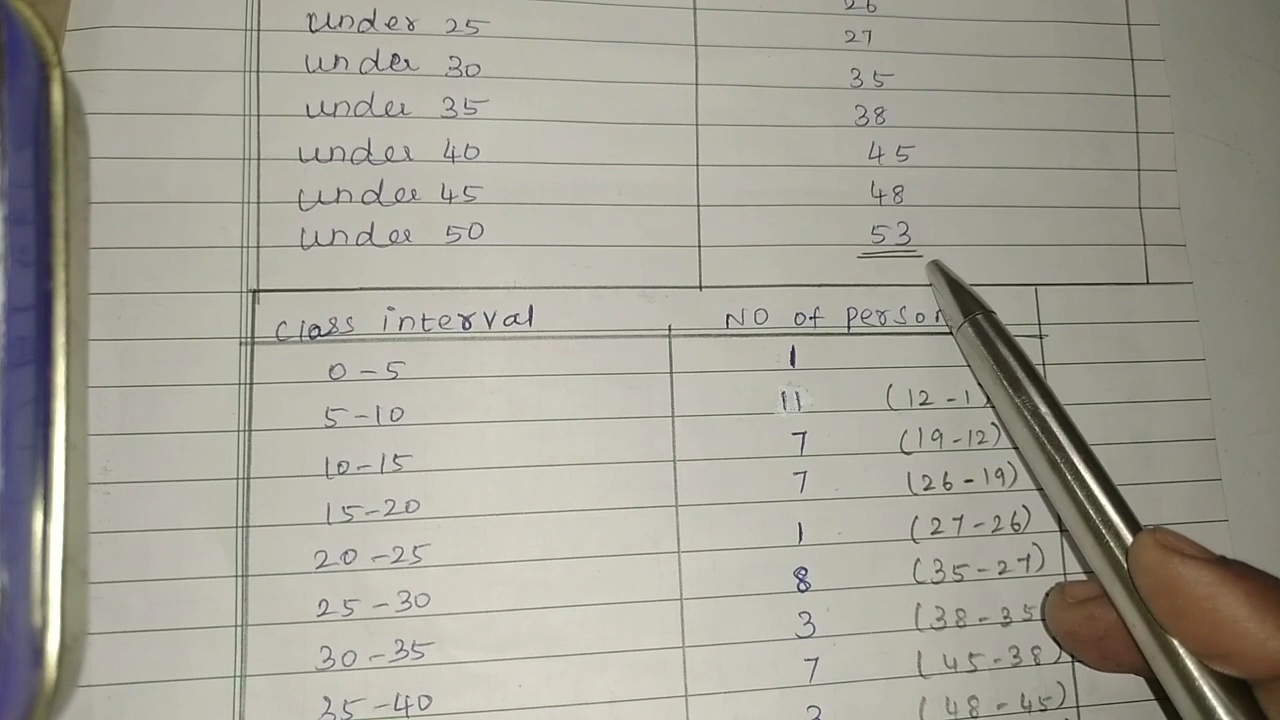 26
under 25 27
under 30 35
under 35 38
under 40 45
under 45 48
under 50 53
class interval NO of person
0-5 1
5-10 11 (12-1)
10-15 7 (19-12)
15-20 7 (26-19)
20-25 1 (27-26)
25-30 8 (35-27)
30-35 3 (38-35
35-40 7 (45-38)
3 (48-45)